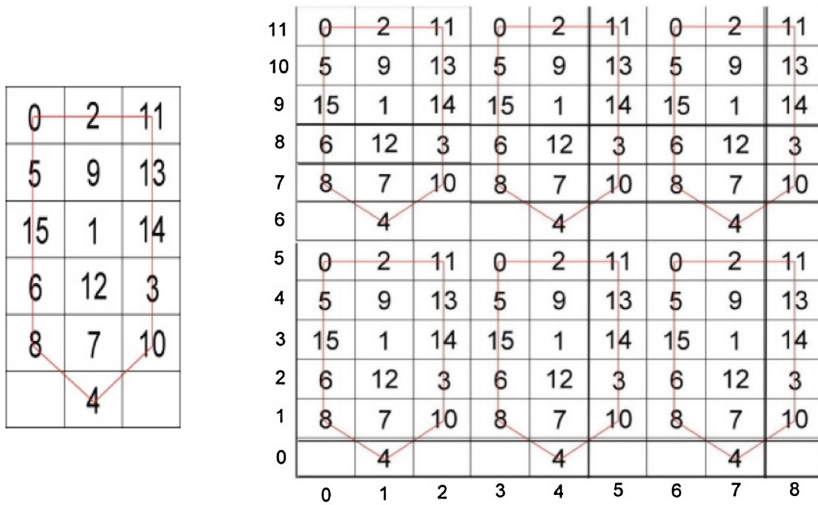 0 2 11
5 9 13
15 1 14
6 12 3
8 7 10
4
11 0 2 11 0 2 11 0 2 11
10 5 9 13 5 9 13 5 9 13
9 15 1 14 15 1 14 15 1 14
8 6 12 3 6 12 3 6 12 3
7 8 7 10 8 7 10 8 7 10
6 4 4 4
5 0 2 11 0 2 11 0 2 11
4 5 9 13 5 9 13 5 9 13
3 15 1 14 15 1 14 15 1 14
2 6 12 3 6 12 3 6 12 3
1 8 7 10 8 7 10 8 7 10
0 4 4 4
0 1 2 3 4 5 6 7 8